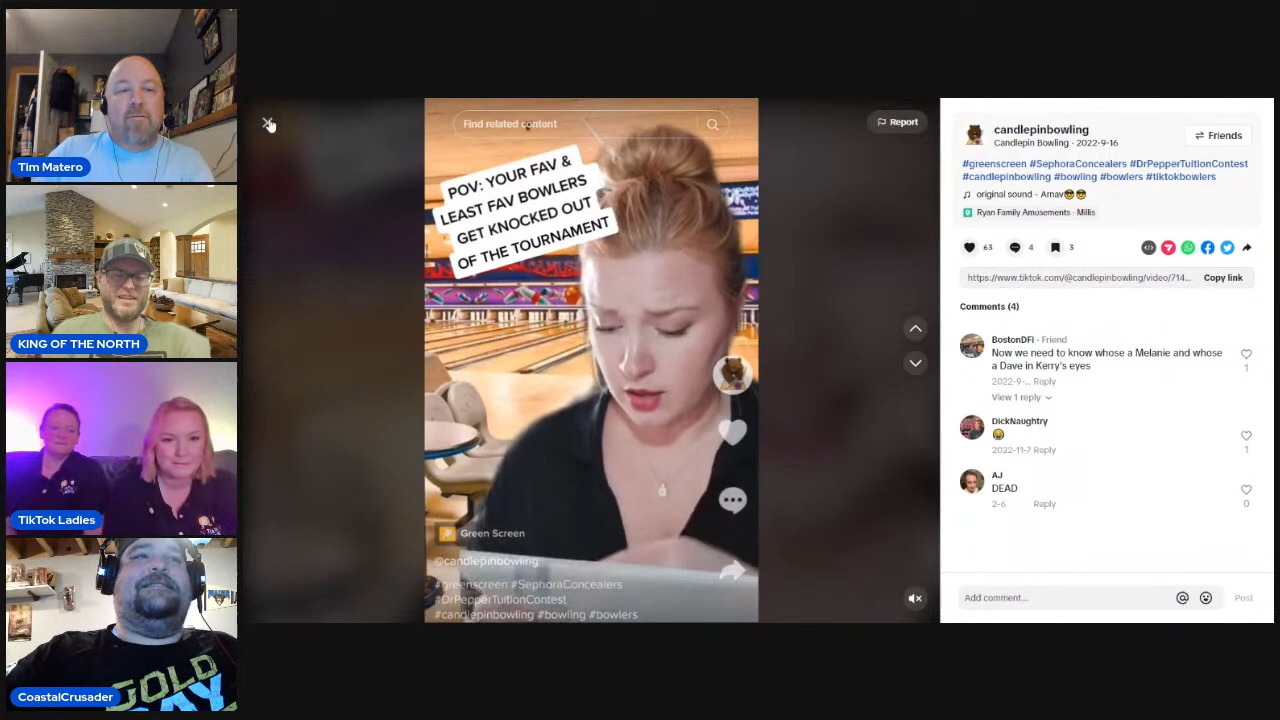 Tim Matero
KING OF THE NORTH
TikTok Ladies
CoastalCrusader
GOLD
Find related content
POV: YOUR FAV &
LEAST FAV BOWLERS
GET KNOCKED OUT
OF THE TOURNAMENT
Green Screen
@candlepinbowling
#greenscreen #SephoraConcealers
#DrPepperTuitionContest
#candlepinbowling #bowling #bowlers
Report
candlepinbowling
Candlepin Bowling · 2022-9-16
Friends
#greenscreen #SephoraConcealers #DrPepperTuitionContest
#candlepinbowling #bowling #bowlers #tiktokbowlers
original sound - Arnav😎😎
Ryan Family Amusements · Millis
63 4 3
https://www.tiktok.com/@candlepinbowling/video/714... Copy link
Comments (4)
BostonDFI · Friend
Now we need to know whose a Melanie and whose
a Dave in Kerry's eyes
1
2022-9-... Reply
View 1 reply
DickNaughtry
😂
1
2022-11-7 Reply
AJ
DEAD
0
2-6 Reply
Add comment...
Post